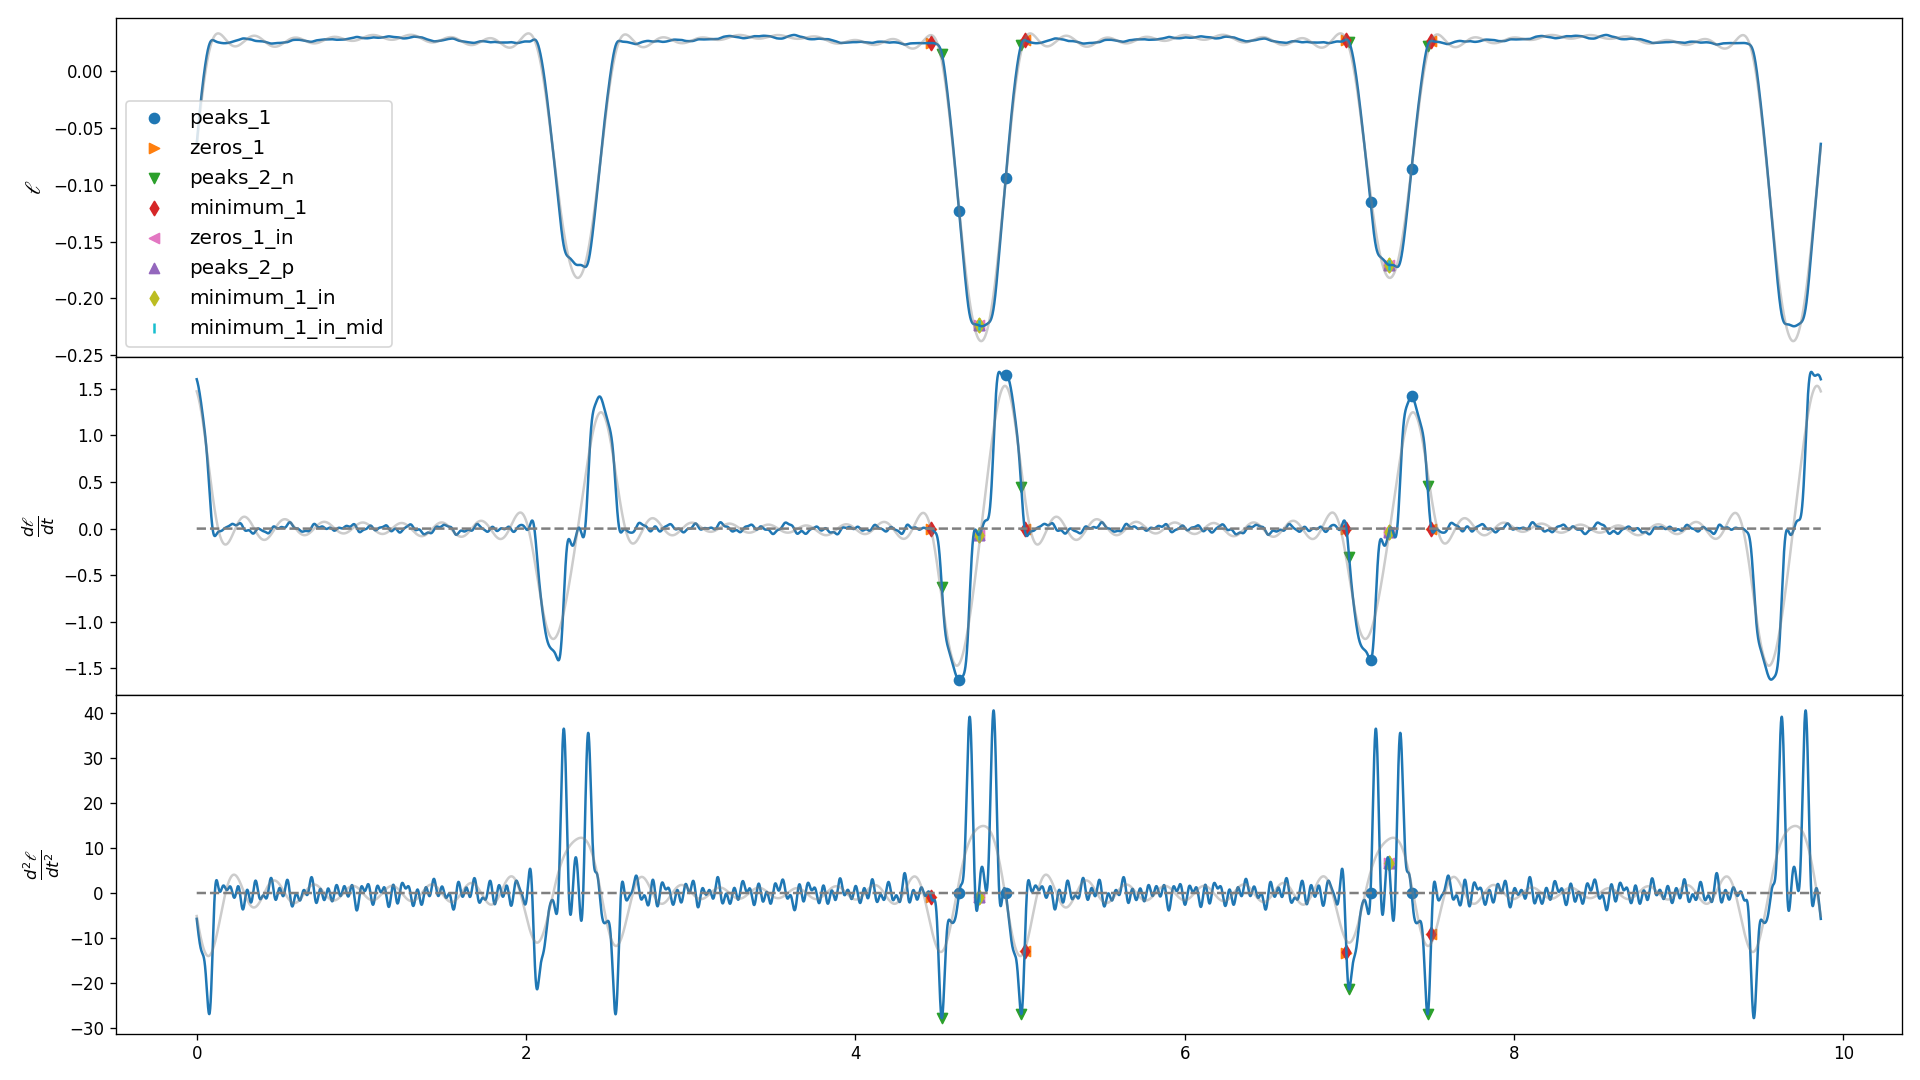 0.00
−0.05
−0.10
−0.15
−0.20
−0.25
ℓ
peaks_1
zeros_1
peaks_2_n
minimum_1
zeros_1_in
peaks_2_p
minimum_1_in
minimum_1_in_mid
1.5
1.0
0.5
0.0
−0.5
−1.0
−1.5
dℓ
dt
40
30
20
10
0
−10
−20
−30
d²ℓ
dt²
0 2 4 6 8 10